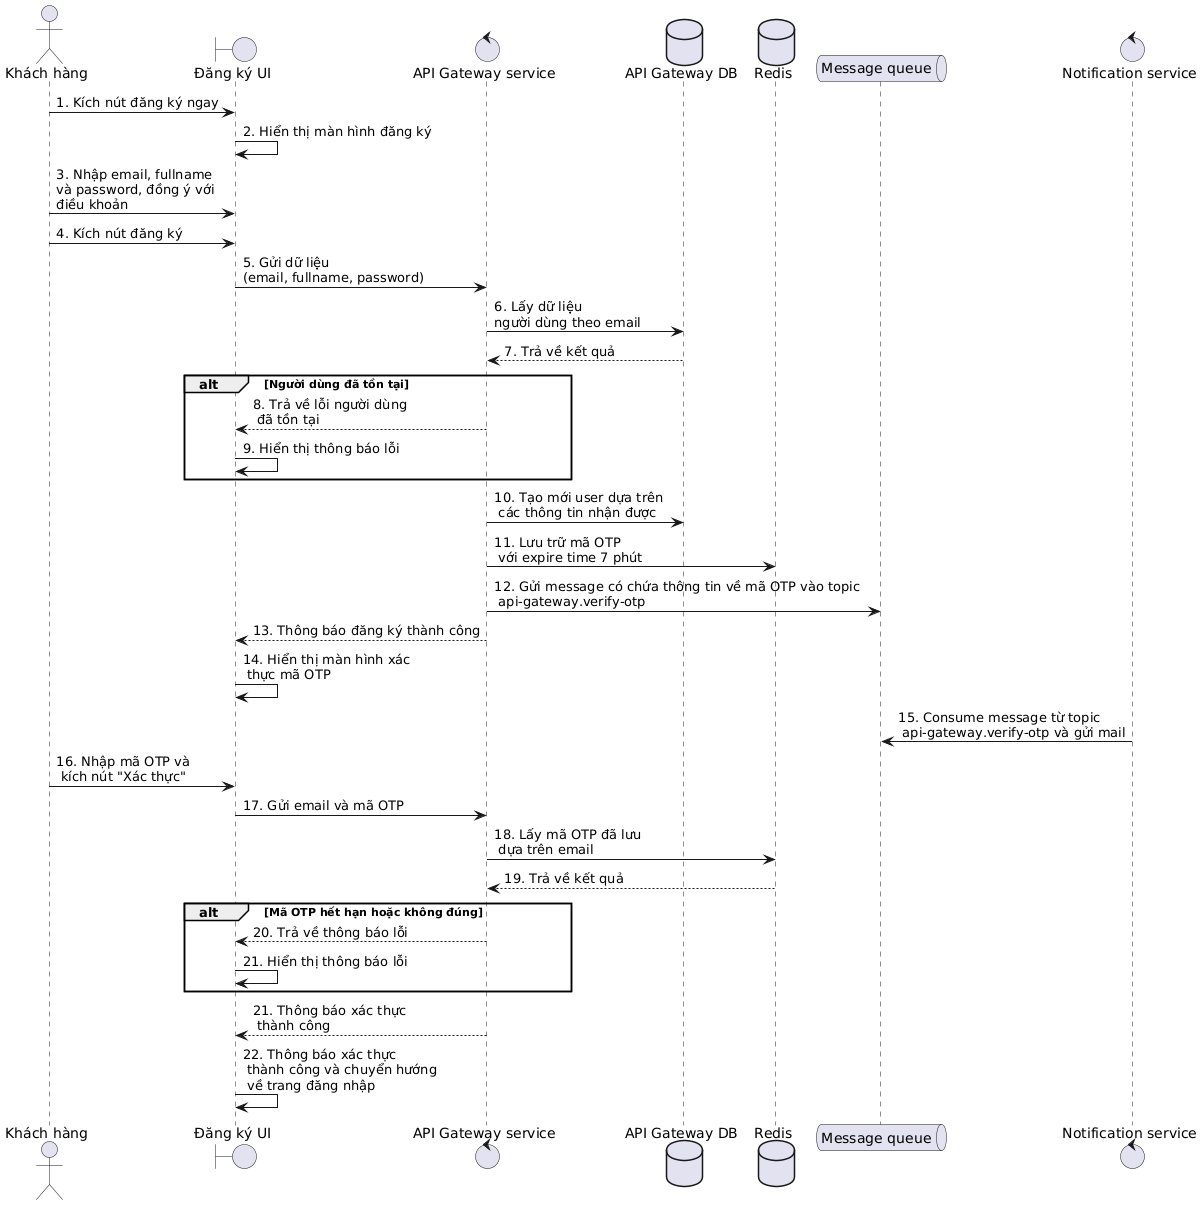 Khách hàng
Đăng ký UI
API Gateway service
API Gateway DB
Redis
Message queue
Notification service
1. Kích nút đăng ký ngay
2. Hiển thị màn hình đăng ký
3. Nhập email, fullname
và password, đồng ý với
điều khoản
4. Kích nút đăng ký
5. Gửi dữ liệu
(email, fullname, password)
6. Lấy dữ liệu
người dùng theo email
7. Trả về kết quả
alt [Người dùng đã tồn tại]
8. Trả về lỗi người dùng
đã tồn tại
9. Hiển thị thông báo lỗi
10. Tạo mới user dựa trên
các thông tin nhận được
11. Lưu trữ mã OTP
với expire time 7 phút
12. Gửi message có chứa thông tin về mã OTP vào topic
api-gateway.verify-otp
13. Thông báo đăng ký thành công
14. Hiển thị màn hình xác
thực mã OTP
15. Consume message từ topic
api-gateway.verify-otp và gửi mail
16. Nhập mã OTP và
kích nút "Xác thực"
17. Gửi email và mã OTP
18. Lấy mã OTP đã lưu
dựa trên email
19. Trả về kết quả
alt [Mã OTP hết hạn hoặc không đúng]
20. Trả về thông báo lỗi
21. Hiển thị thông báo lỗi
21. Thông báo xác thực
thành công
22. Thông báo xác thực
thành công và chuyển hướng
về trang đăng nhập
Khách hàng
Đăng ký UI
API Gateway service
API Gateway DB
Redis
Message queue
Notification service